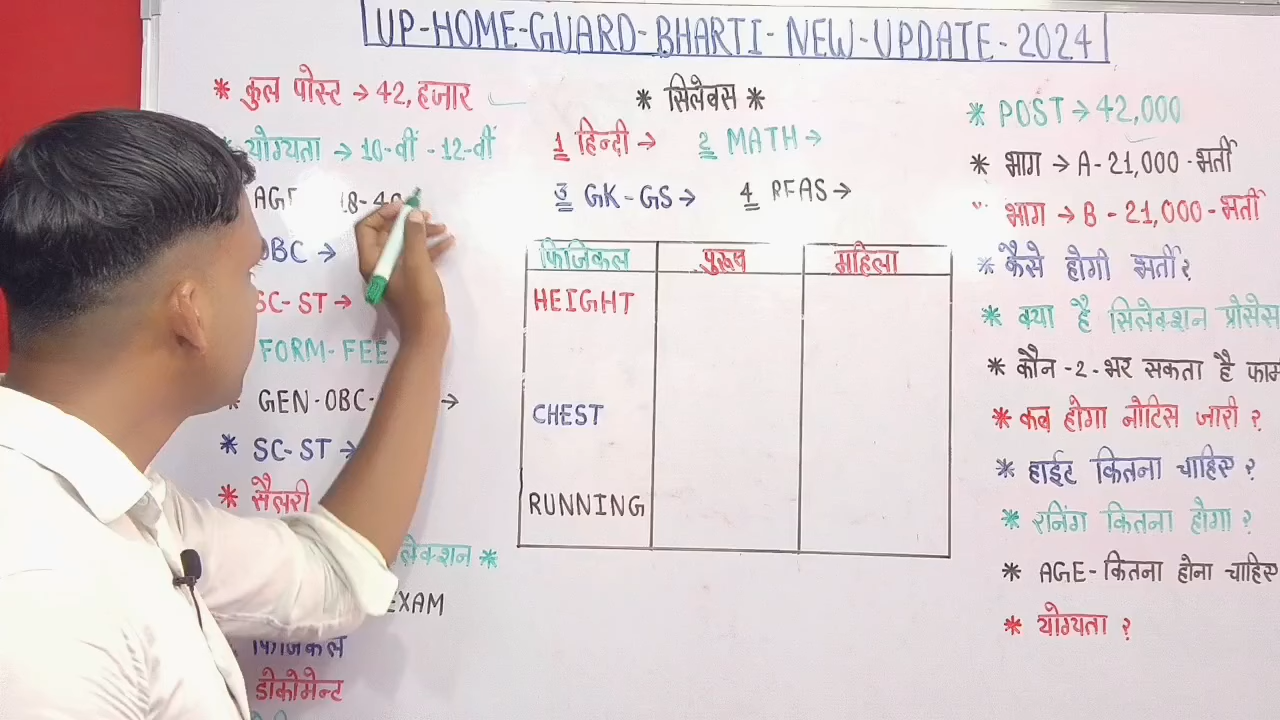 UP-HOME-GUARD-BHARTI-NEW-UPDATE-2024
* कुल पोस्ट → 42,हजार
* योग्यता → 10-वीं - 12-वीं
AGE 18-40
OBC →
SC-ST →
FORM-FEE
* GEN-OBC- →
* SC-ST →
* सैलरी
लेक्शन *
EXAM
फिजिकल
डोकोमेन्ट
* सिलेबस *
1 हिन्दी → 2 MATH →
3 GK-GS → 4 REAS →
फिजिकल पुरूष महिला
HEIGHT
CHEST
RUNNING
* POST → 42,000
* भाग → A-21,000-भर्ती
भाग → B-21,000-भर्ती
* कैसे होगी भर्ती?
* क्या है सिलेक्शन प्रोसेस
* कौन-2-भर सकता है फाम
* कब होगा नोटिस जारी ?
* हाईट कितना चाहिए ?
* रनिंग कितना होगा ?
* AGE-कितना होना चाहिए
* योग्यता ?